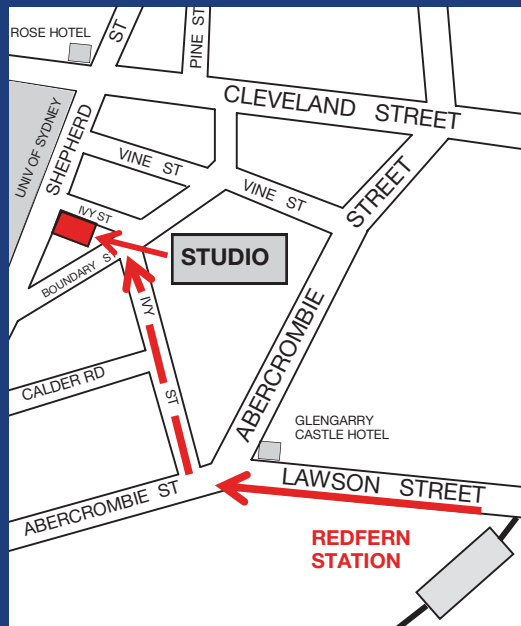 ROSE HOTEL
ST
PINE ST
CLEVELAND STREET
UNIV OF SYDNEY
SHEPHERD
VINE ST
VINE ST
STREET
IVY ST
STUDIO
BOUNDARY S
IVY
ST
ABERCROMBIE
CALDER RD
GLENGARRY
CASTLE HOTEL
LAWSON STREET
ABERCROMBIE ST
REDFERN
STATION